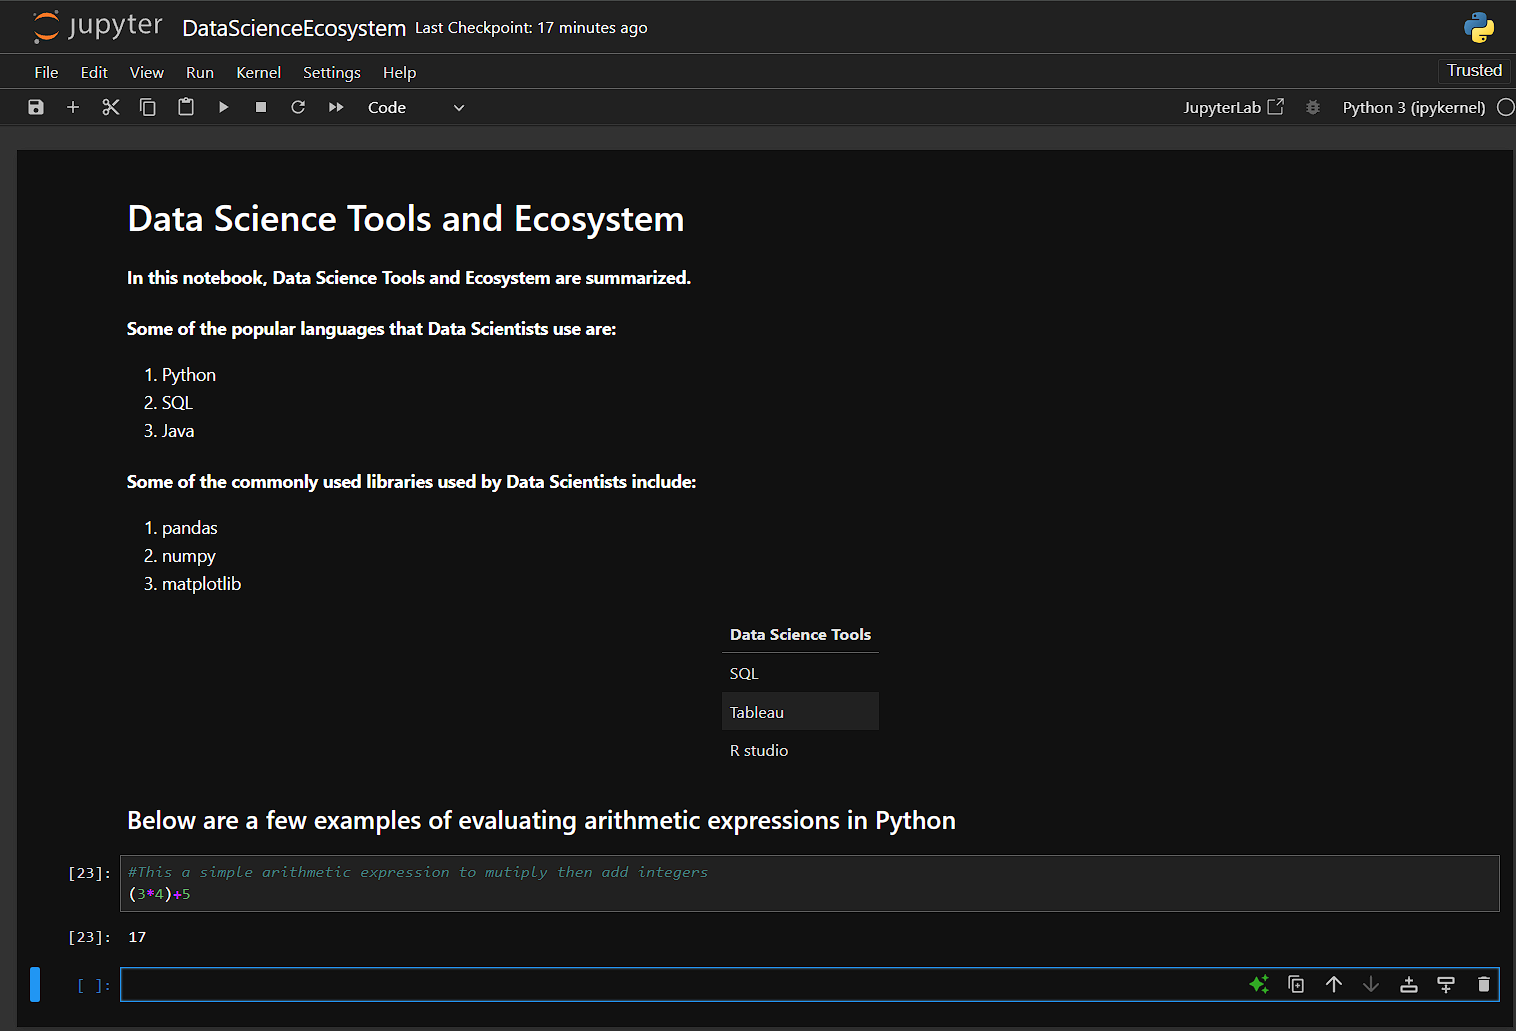 jupyter DataScienceEcosystem Last Checkpoint: 17 minutes ago
File Edit View Run Kernel Settings Help Trusted
Code JupyterLab Python 3 (ipykernel)
Data Science Tools and Ecosystem
In this notebook, Data Science Tools and Ecosystem are summarized.
Some of the popular languages that Data Scientists use are:
1. Python
2. SQL
3. Java
Some of the commonly used libraries used by Data Scientists include:
1. pandas
2. numpy
3. matplotlib
Data Science Tools
SQL
Tableau
R studio
Below are a few examples of evaluating arithmetic expressions in Python
[23]: #This a simple arithmetic expression to mutiply then add integers
(3*4)+5
[23]: 17
[ ]: